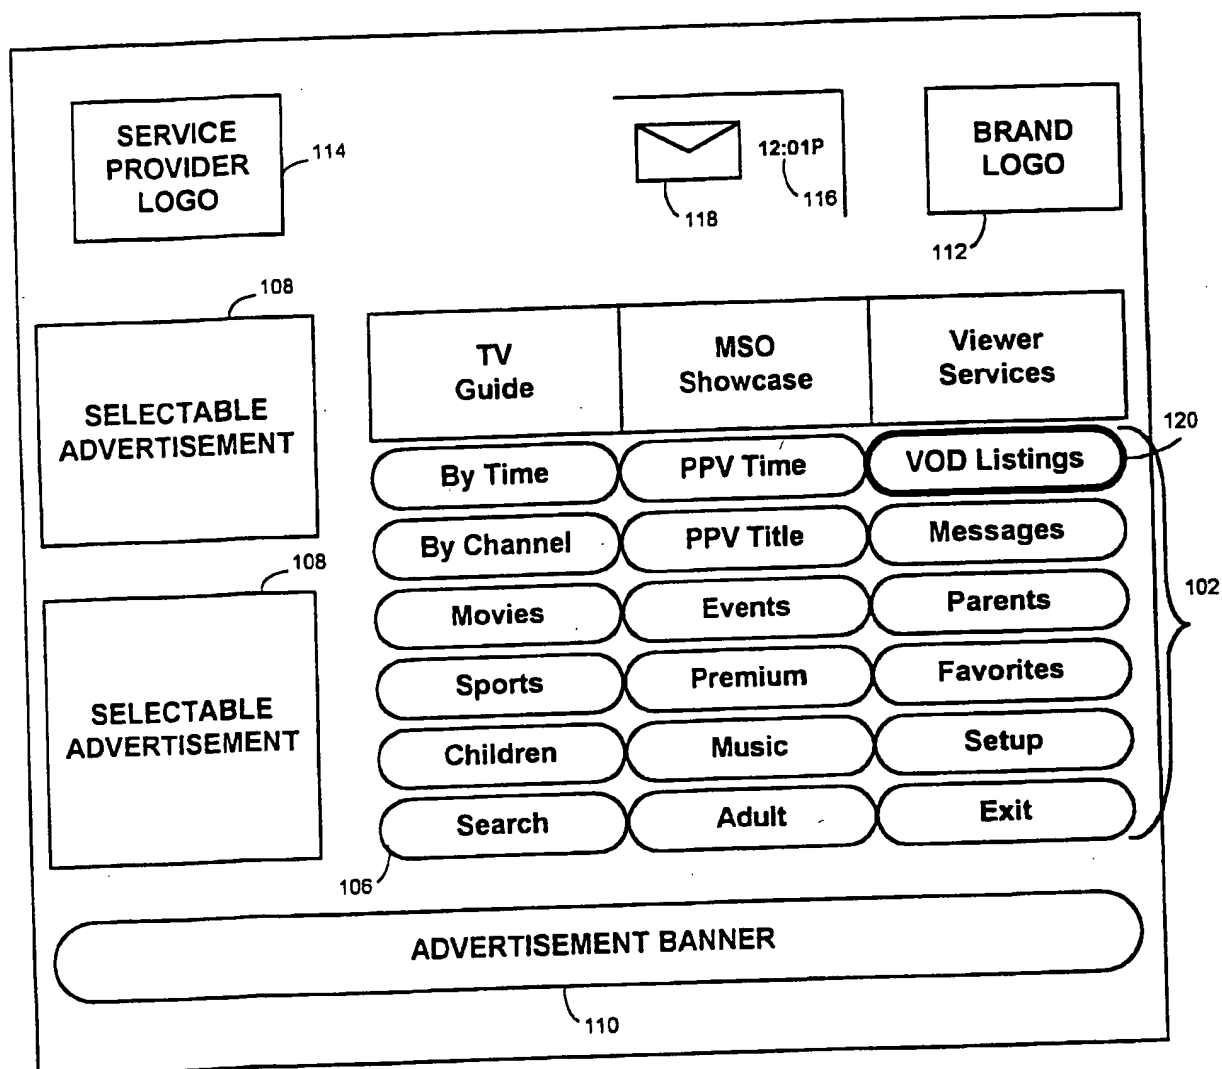 SERVICE
PROVIDER
LOGO
114
12:01P
118
116
BRAND
LOGO
112
108
SELECTABLE
ADVERTISEMENT
108
SELECTABLE
ADVERTISEMENT
TV
Guide
MSO
Showcase
Viewer
Services
120
By Time
PPV Time
VOD Listings
By Channel
PPV Title
Messages
Movies
Events
Parents
102
Sports
Premium
Favorites
Children
Music
Setup
Search
Adult
Exit
106
ADVERTISEMENT BANNER
110